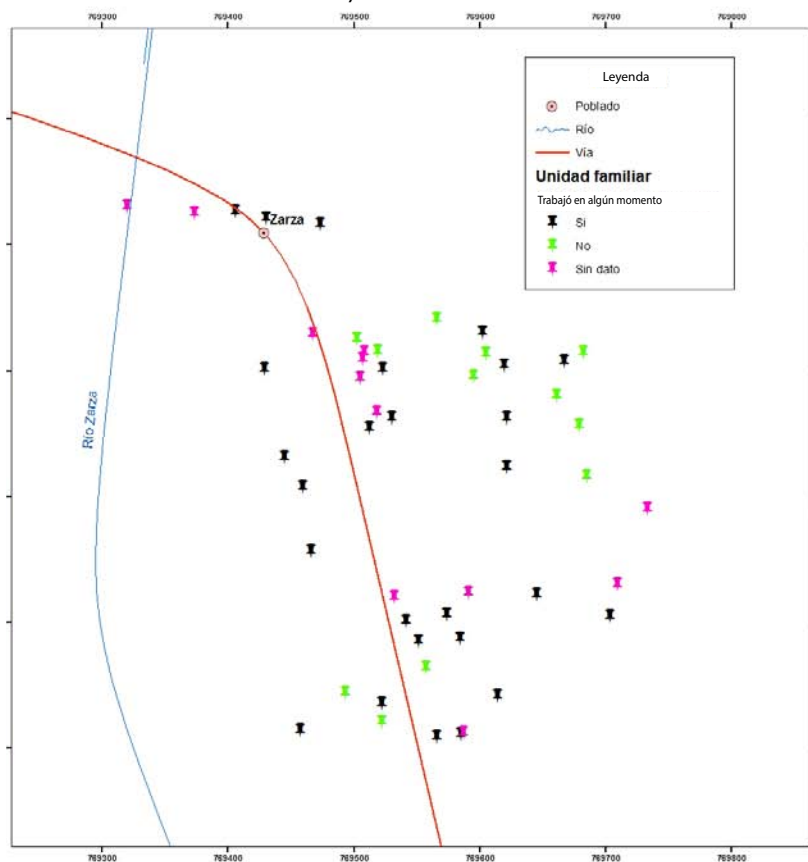 769300 769400 769500 769600 769700 769800
Leyenda
Poblado
Río
Vía
Unidad familiar
Trabajó en algún momento
Si
No
Sin dato
Zarza
Río Zarza
769300 769400 769500 769600 769700 769800